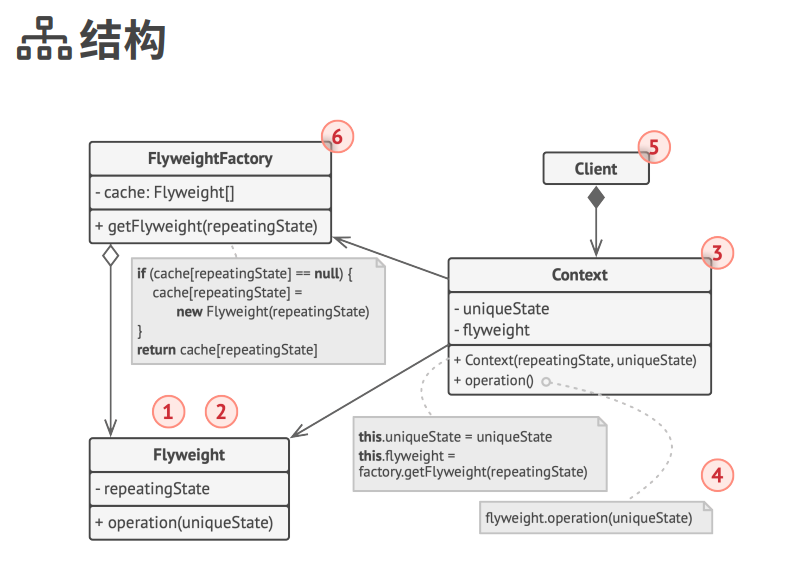 结构
6
FlyweightFactory
- cache: Flyweight[]
+ getFlyweight(repeatingState)
5
Client
if (cache[repeatingState] == null) {
cache[repeatingState] =
new Flyweight(repeatingState)
}
return cache[repeatingState]
3
Context
- uniqueState
- flyweight
+ Context(repeatingState, uniqueState)
+ operation()
1
2
Flyweight
- repeatingState
+ operation(uniqueState)
this.uniqueState = uniqueState
this.flyweight =
factory.getFlyweight(repeatingState)
4
flyweight.operation(uniqueState)